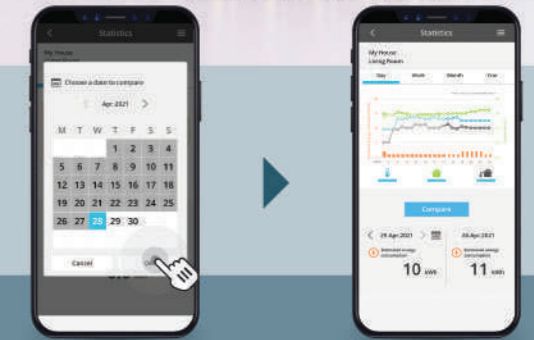 Statistics
My House
Living Room
Choose a date to compare
Apr. 2021
M T W T F S S
1 2 3 4
5 6 7 8 9 10 11
12 13 14 15 16 17 18
19 20 21 22 23 24 25
26 27 28 29 30
Cancel
Statistics
My House
Living Room
Day Week Month Year
Compare
29 Apr.2021
28.Apr.2021
Estimated energy
consumption
10 kWh
Estimated energy
consumption
11 kWh